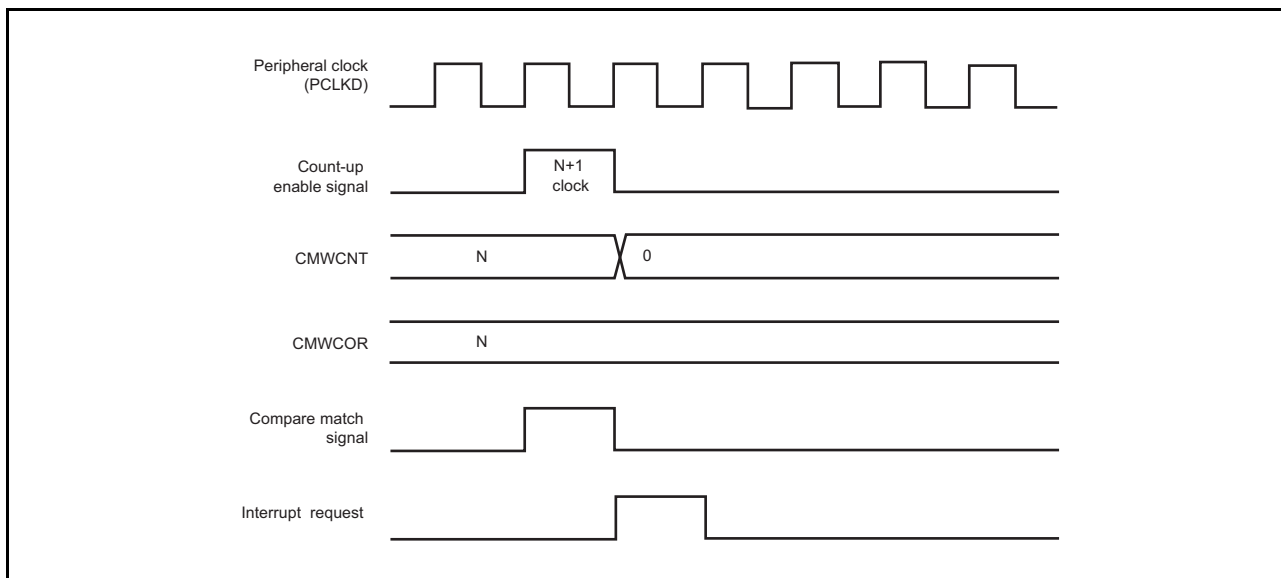 Peripheral clock
(PCLKD)
Count-up
enable signal
N+1
clock
CMWCNT
N
0
CMWCOR
N
Compare match
signal
Interrupt request